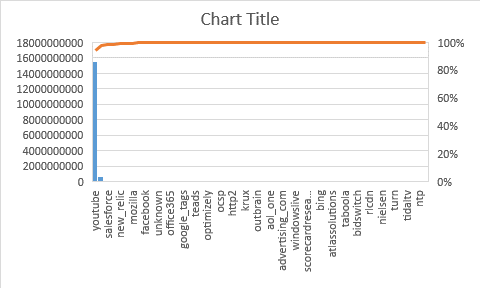 Chart Title
18000000000
16000000000
14000000000
12000000000
10000000000
8000000000
6000000000
4000000000
2000000000
0
100%
80%
60%
40%
20%
0%
youtube
salesforce
new_relic
mozilla
facebook
unknown
office365
google_tags
teads
optimizely
ocsp
http2
krux
outbrain
aol_one
advertising_com
windowslive
scorecardresea...
bing
atlassolutions
taboola
bidswitch
rlcdn
nielsen
turn
tidaltv
ntp